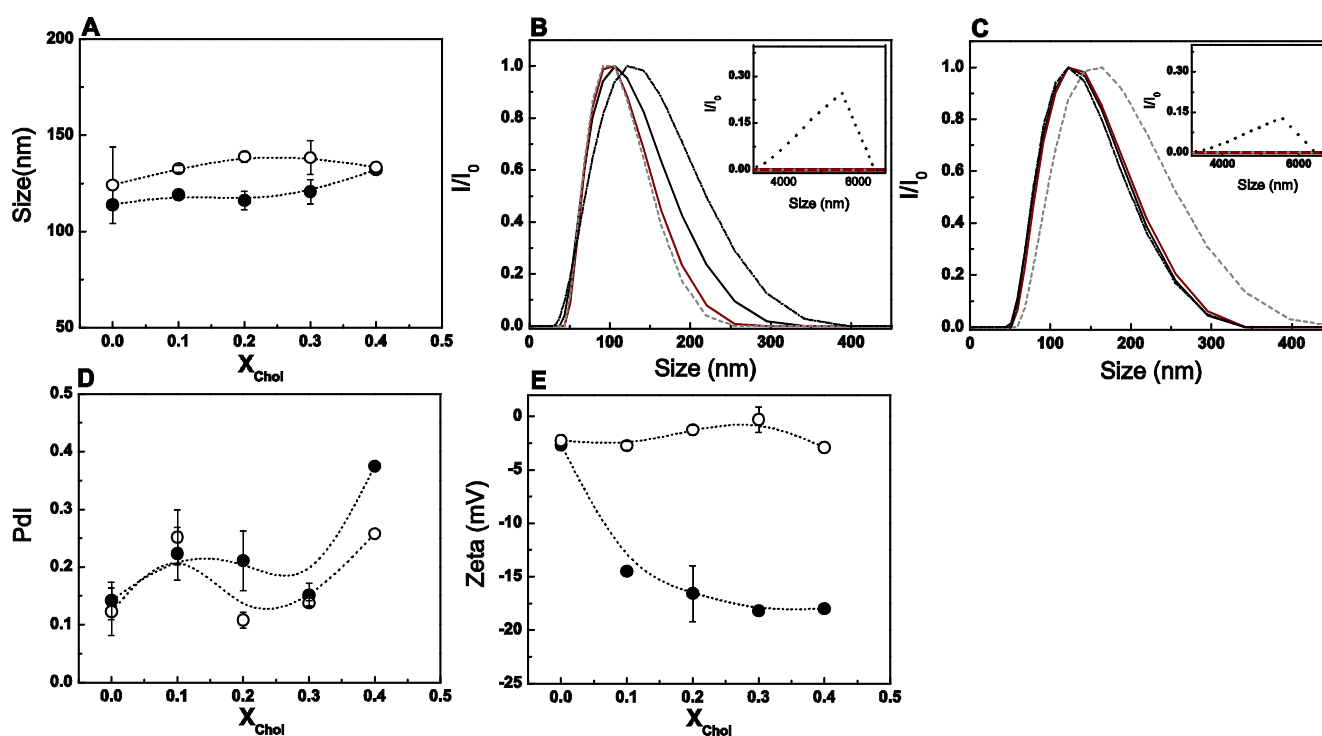 A
Size(nm)
200
150
100
50
0.0 0.1 0.2 0.3 0.4 0.5
XChol
B
I/I0
1.0
0.8
0.6
0.4
0.2
0.0
0 100 200 300 400
Size (nm)
I/I0
0.30
0.15
0.00
4000 6000
Size (nm)
C
I/I0
1.0
0.8
0.6
0.4
0.2
0.0
0 100 200 300 400
Size (nm)
I/I0
0.30
0.15
0.00
4000 6000
Size (nm)
D
PdI
0.5
0.4
0.3
0.2
0.1
0.0
0.0 0.1 0.2 0.3 0.4 0.5
XChol
E
Zeta (mV)
0
-5
-10
-15
-20
-25
0.0 0.1 0.2 0.3 0.4 0.5
XChol